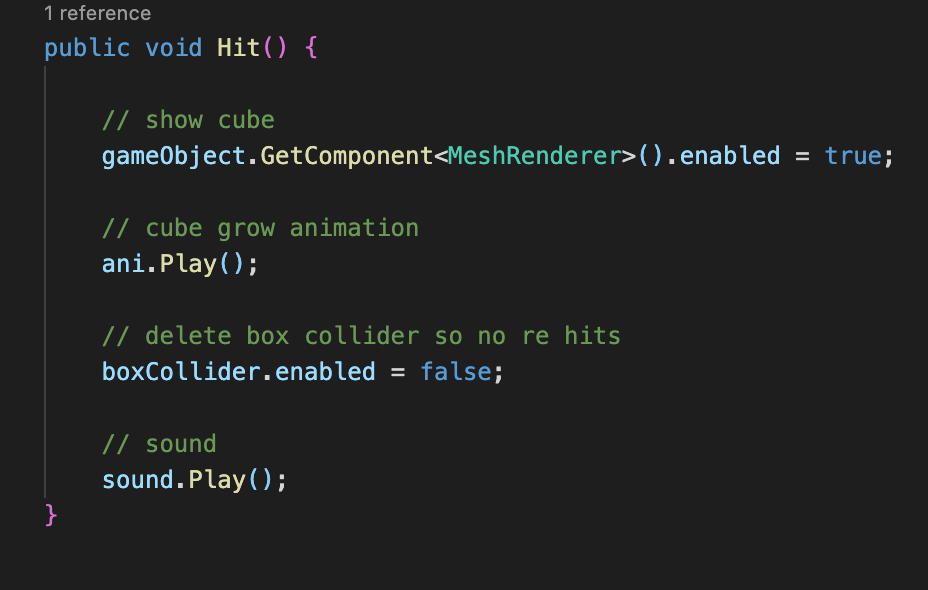 1 reference
public void Hit() {
// show cube
gameObject.GetComponent<MeshRenderer>().enabled = true;
// cube grow animation
ani.Play();
// delete box collider so no re hits
boxCollider.enabled = false;
// sound
sound.Play();
}